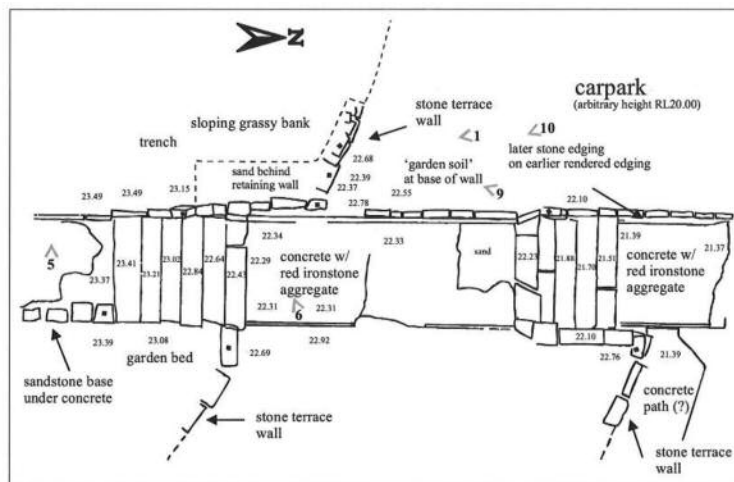 N
carpark
(arbitrary height RL20.00)
stone terrace
wall
sloping grassy bank
trench
1
10
later stone edging
on earlier rendered edging
22.68
sand behind
retaining wall
22.39
'garden soil'
at base of wall
23.49
23.49
23.15
22.37
22.55
9
22.78
22.10
22.34
22.33
21.39
21.37
5
23.41
23.21
23.02
22.84
22.64
22.43
22.29
concrete w/
red ironstone
aggregate
sand
22.23
21.88
21.70
21.51
concrete w/
red ironstone
aggregate
23.37
22.31
22.31
6
23.39
23.08
22.92
22.10
garden bed
22.69
22.76
21.39
sandstone base
under concrete
concrete
path (?)
stone terrace
wall
stone terrace
wall